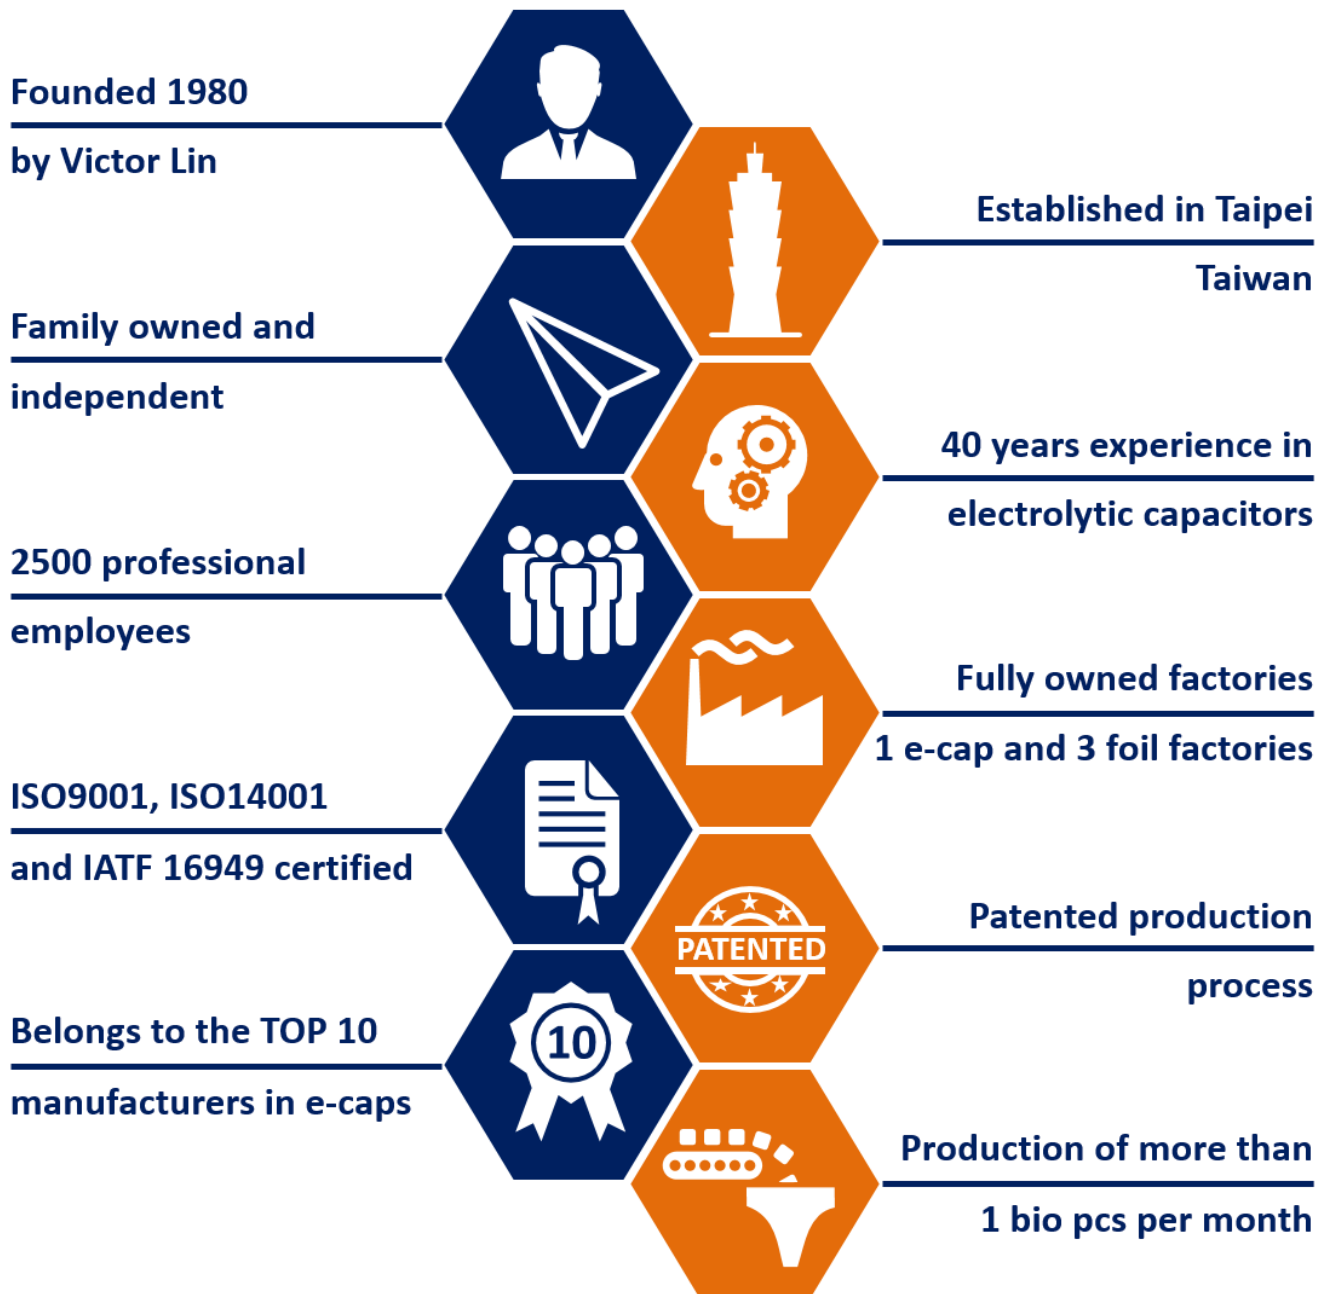 Founded 1980
by Victor Lin
Established in Taipei
Taiwan
Family owned and
independent
40 years experience in
electrolytic capacitors
2500 professional
employees
Fully owned factories
1 e-cap and 3 foil factories
ISO9001, ISO14001
and IATF 16949 certified
PATENTED
Patented production
process
Belongs to the TOP 10
manufacturers in e-caps
10
Production of more than
1 bio pcs per month